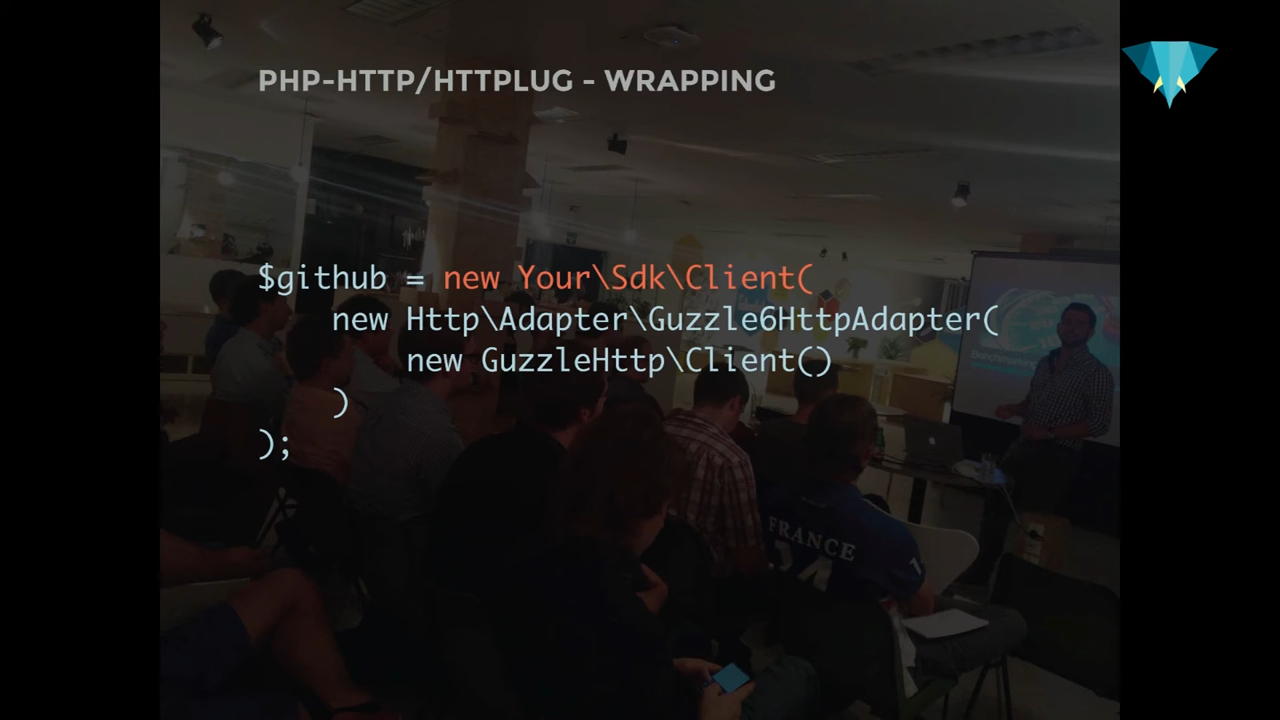 PHP-HTTP/HTTPLUG - WRAPPING
$github = new Your\Sdk\Client(
new Http\Adapter\Guzzle6HttpAdapter(
new GuzzleHttp\Client()
)
);
FRANCE